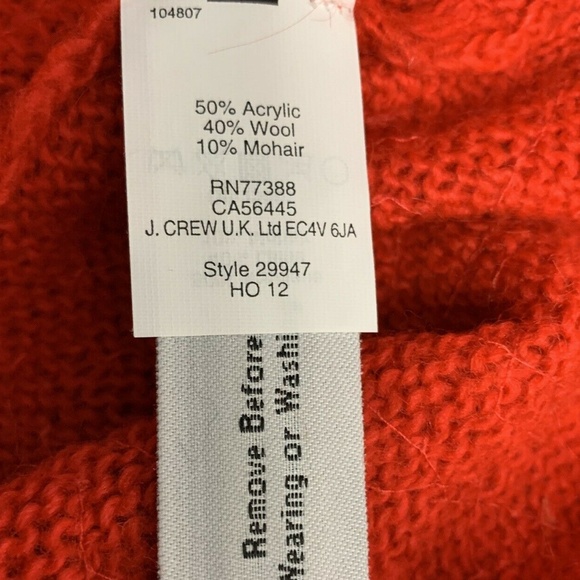 104807
50% Acrylic
40% Wool
10% Mohair
RN77388
CA56445
J. CREW U.K. Ltd EC4V 6JA
Style 29947
HO 12
Remove Before
Wearing or Washi